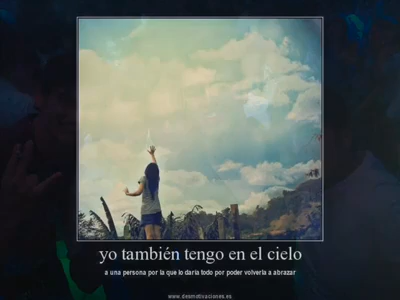 yo también tengo en el cielo
a una persona por la que lo daría todo por poder volverla a abrazar
www.desmotivaciones.es